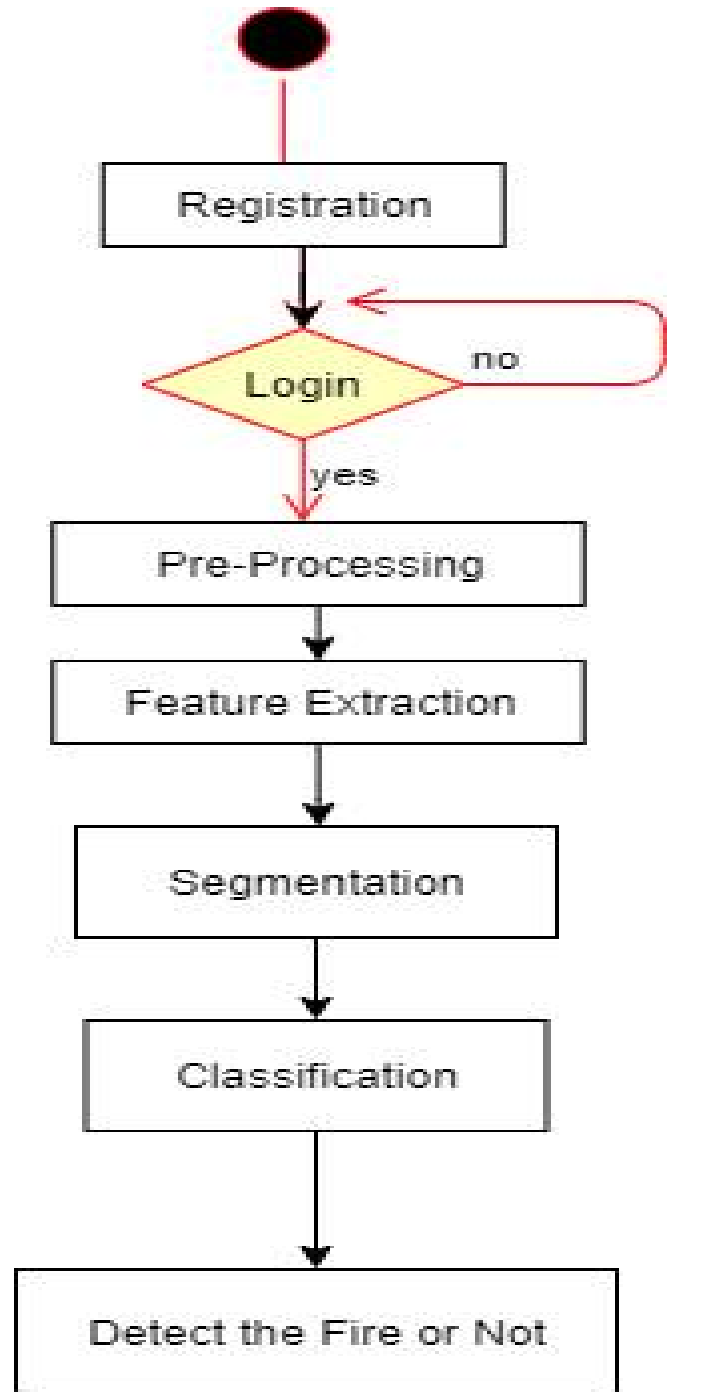 Registration
Login
no
yes
Pre-Processing
Feature Extraction
Segmentation
Classification
Detect the Fire or Not